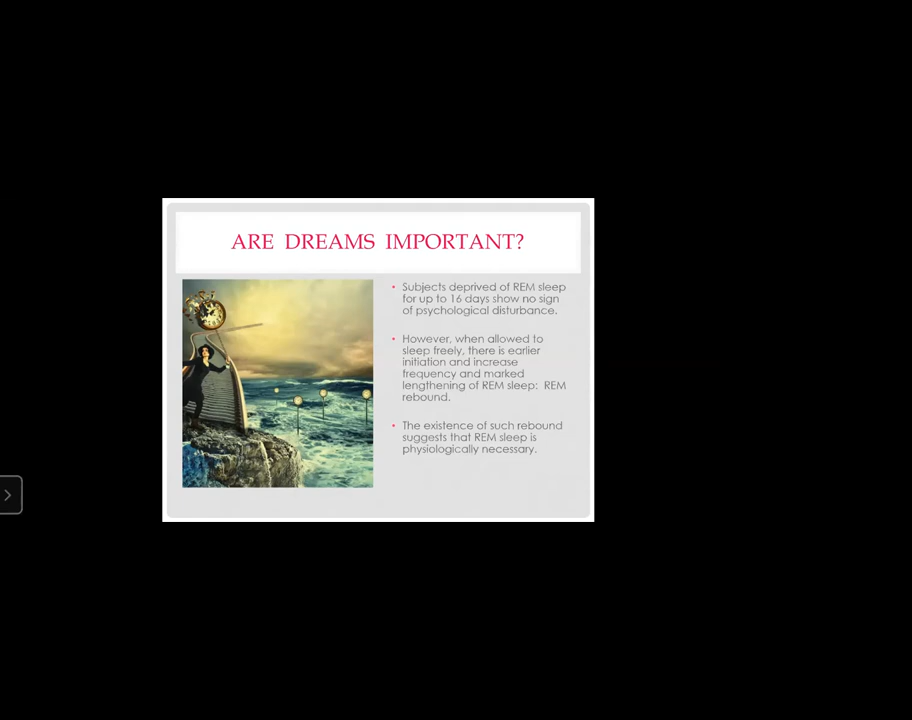 ARE DREAMS IMPORTANT?
• Subjects deprived of REM sleep
for up to 16 days show no sign
of psychological disturbance.
• However, when allowed to
sleep freely, there is earlier
initiation and increase
frequency and marked
lengthening of REM sleep: REM
rebound.
• The existence of such rebound
suggests that REM sleep is
physiologically necessary.